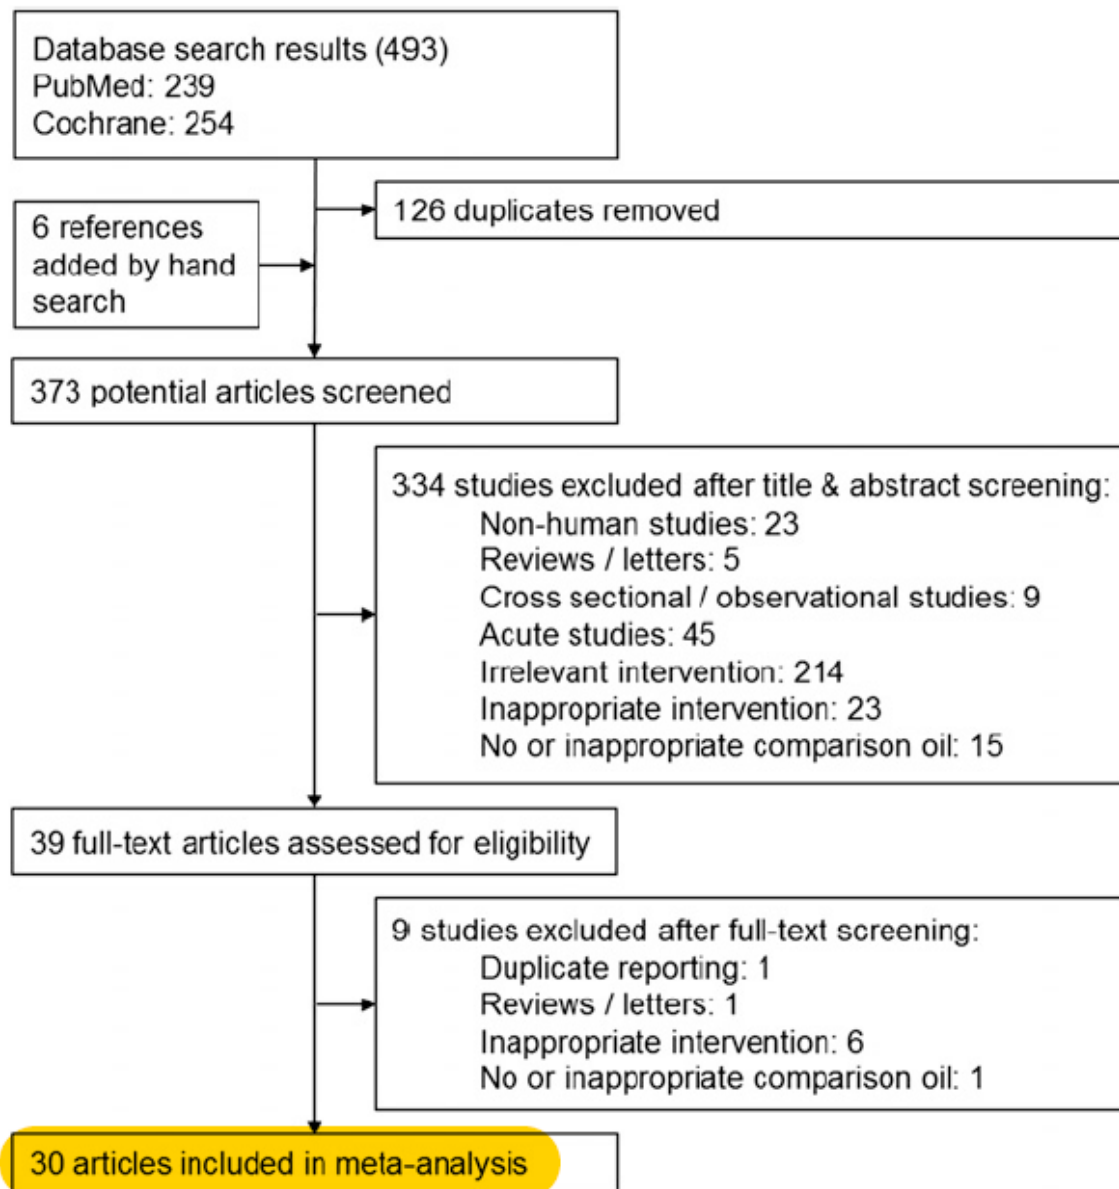 Database search results (493)
PubMed: 239
Cochrane: 254
126 duplicates removed
6 references
added by hand
search
373 potential articles screened
334 studies excluded after title & abstract screening:
Non-human studies: 23
Reviews / letters: 5
Cross sectional / observational studies: 9
Acute studies: 45
Irrelevant intervention: 214
Inappropriate intervention: 23
No or inappropriate comparison oil: 15
39 full-text articles assessed for eligibility
9 studies excluded after full-text screening:
Duplicate reporting: 1
Reviews / letters: 1
Inappropriate intervention: 6
No or inappropriate comparison oil: 1
30 articles included in meta-analysis